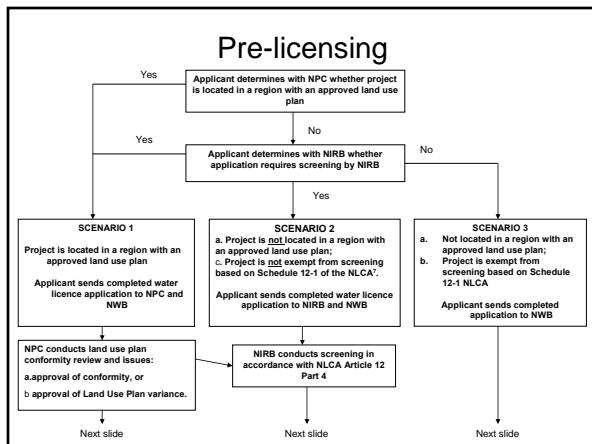 Pre-licensing
Yes
Applicant determines with NPC whether project
is located in a region with an approved land use
plan
No
Yes
Applicant determines with NIRB whether
application requires screening by NIRB
No
Yes
SCENARIO 1
Project is located in a region with an
approved land use plan
Applicant sends completed water
licence application to NPC and
NWB
SCENARIO 2
a. Project is not located in a region with
an approved land use plan;
c. Project is not exempt from screening
based on Schedule 12-1 of the NLCA7.
Applicant sends completed water licence
application to NIRB and NWB
SCENARIO 3
a. Not located in a region with an
approved land use plan;
b. Project is exempt from
screening based on Schedule
12-1 NLCA
Applicant sends completed
application to NWB
NPC conducts land use plan
conformity review and issues:
a.approval of conformity, or
b approval of Land Use Plan variance.
NIRB conducts screening in
accordance with NLCA Article 12
Part 4
Next slide
Next slide
Next slide